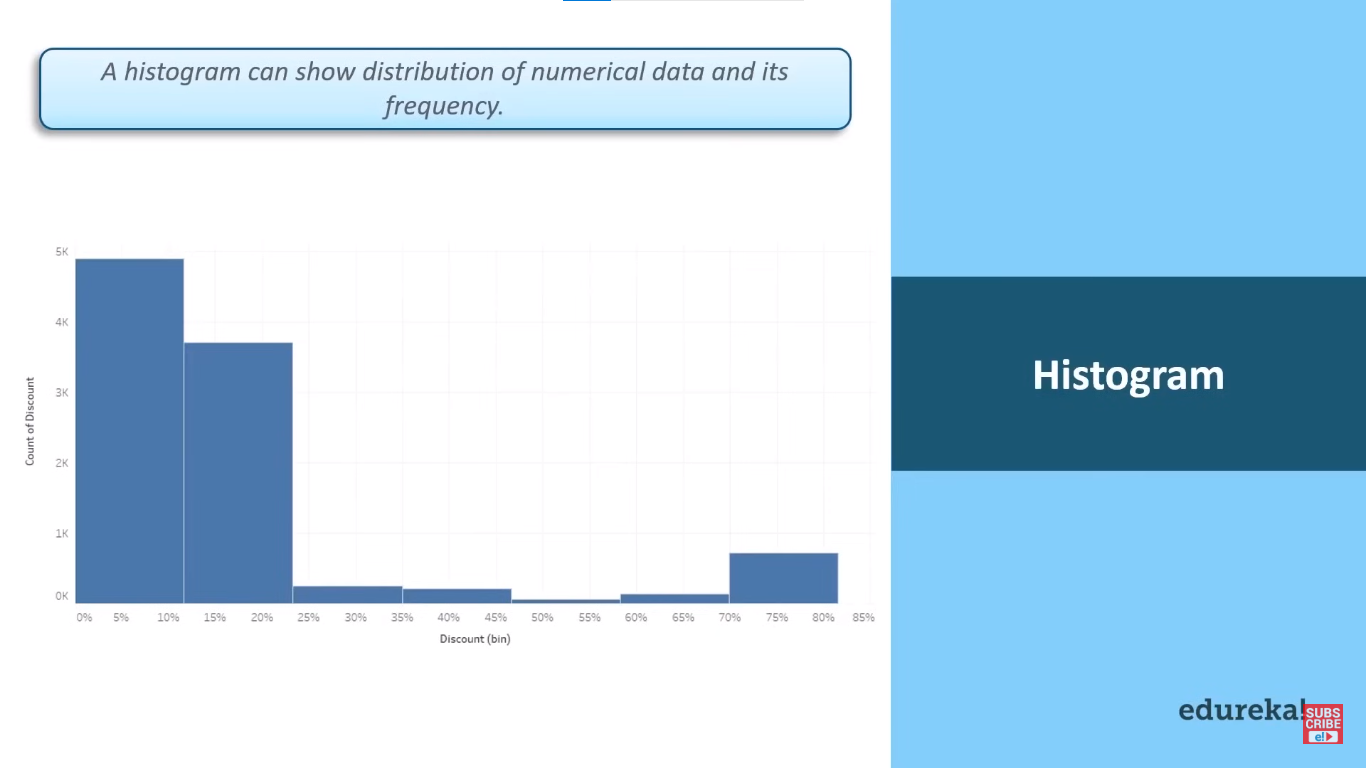 A histogram can show distribution of numerical data and its
frequency.
5K
4K
3K
2K
1K
0K
Count of Discount
0% 5% 10% 15% 20% 25% 30% 35% 40% 45% 50% 55% 60% 65% 70% 75% 80% 85%
Discount (bin)
Histogram
edureka!
SUBS
CRIBE
e!